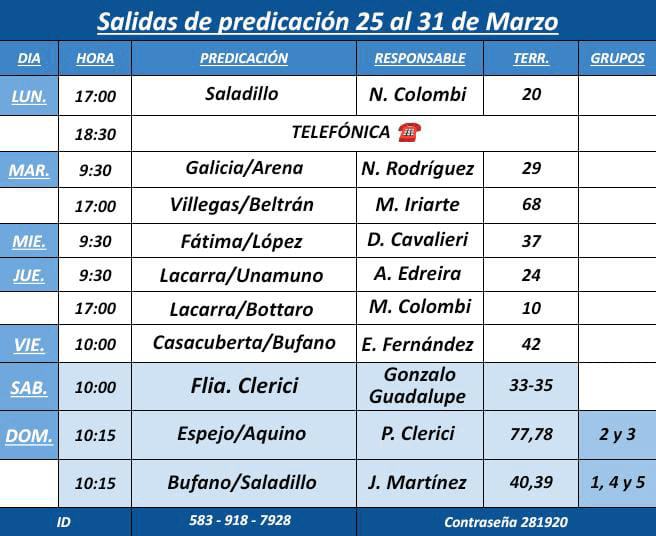 Salidas de predicación 25 al 31 de Marzo
DIA HORA PREDICACIÓN RESPONSABLE TERR. GRUPOS
LUN. 17:00 Saladillo N. Colombi 20
18:30 TELEFÓNICA ☎️
MAR. 9:30 Galicia/Arena N. Rodríguez 29
17:00 Villegas/Beltrán M. Iriarte 68
MIE. 9:30 Fátima/López D. Cavalieri 37
JUE. 9:30 Lacarra/Unamuno A. Edreira 24
17:00 Lacarra/Bottaro M. Colombi 10
VIE. 10:00 Casacuberta/Bufano E. Fernández 42
SAB. 10:00 Flia. Clerici Gonzalo Guadalupe 33-35
DOM. 10:15 Espejo/Aquino P. Clerici 77,78 2 y 3
10:15 Bufano/Saladillo J. Martínez 40,39 1, 4 y 5
ID 583 - 918 - 7928 Contraseña 281920